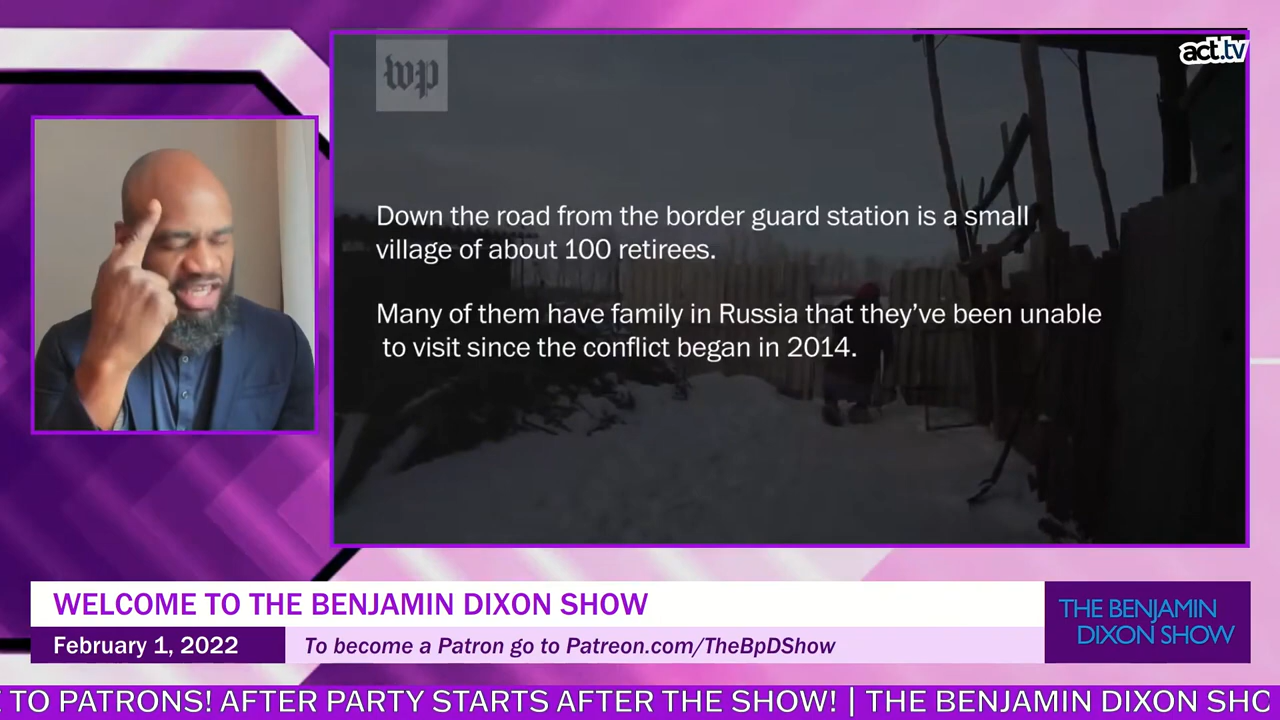 wp
act.tv
Down the road from the border guard station is a small
village of about 100 retirees.
Many of them have family in Russia that they've been unable
to visit since the conflict began in 2014.
WELCOME TO THE BENJAMIN DIXON SHOW
THE BENJAMIN
DIXON SHOW
February 1, 2022
To become a Patron go to Patreon.com/TheBpDShow
TO PATRONS! AFTER PARTY STARTS AFTER THE SHOW! | THE BENJAMIN DIXON SHO